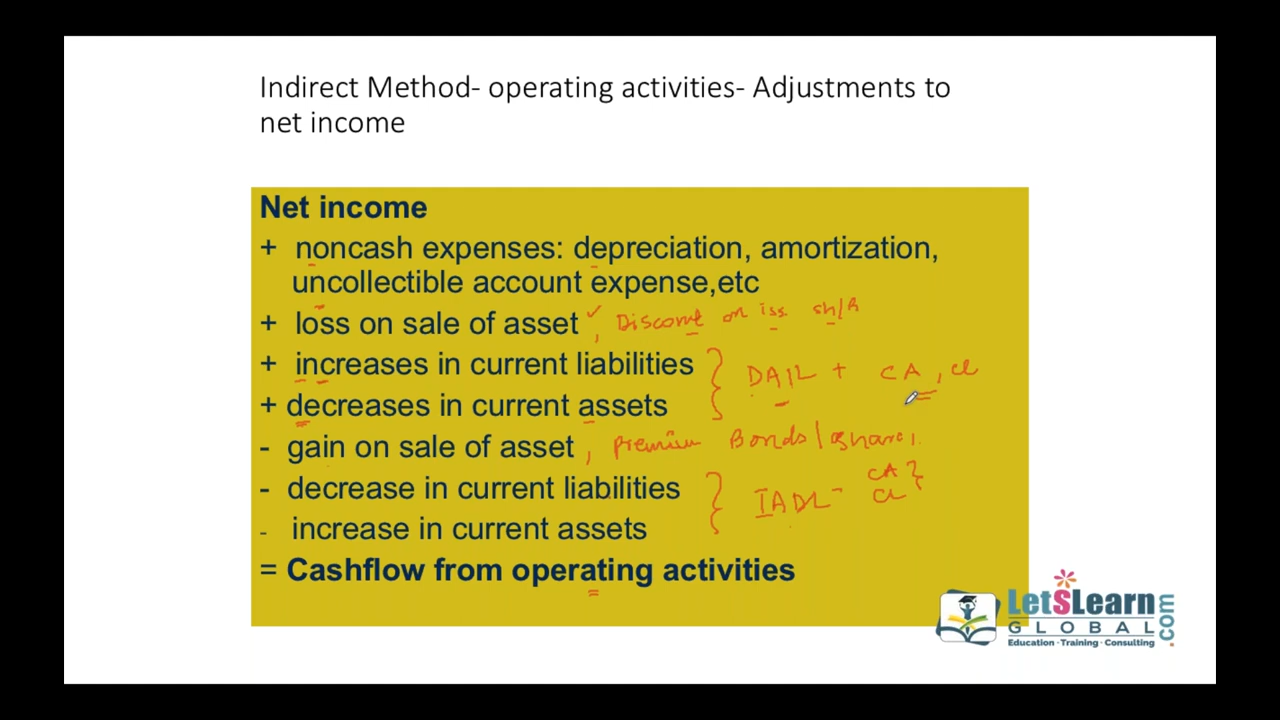 Indirect Method- operating activities- Adjustments to
net income
Net income
+ noncash expenses: depreciation, amortization,
uncollectible account expense,etc
+ loss on sale of asset ✓, Discount on iss. sh/B
+ increases in current liabilities
DAIL + CA, CL
+ decreases in current assets
- gain on sale of asset , Premium Bonds/share,
- decrease in current liabilities
IADL - CA
CL
- increase in current assets
= Cashflow from operating activities
LetSLearn
GLOBAL
.com
Education · Training · Consulting